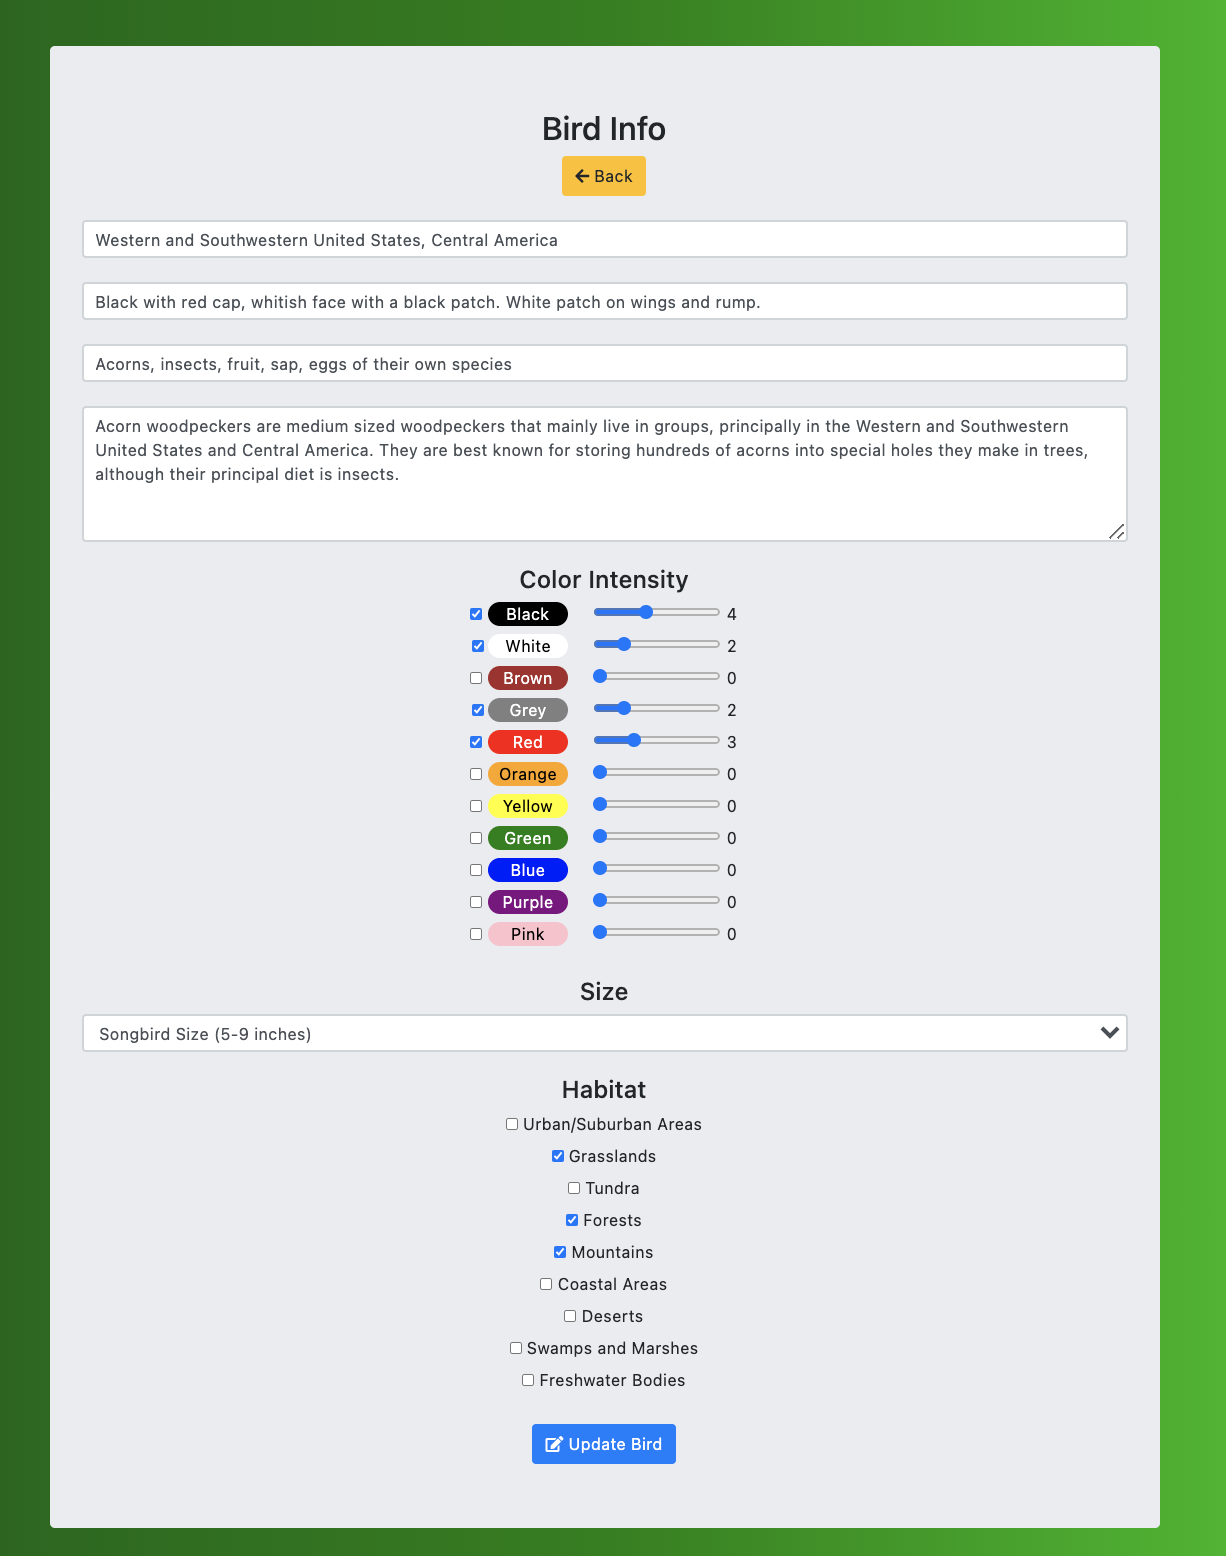 Bird Info
Back
Western and Southwestern United States, Central America
Black with red cap, whitish face with a black patch. White patch on wings and rump.
Acorns, insects, fruit, sap, eggs of their own species
Acorn woodpeckers are medium sized woodpeckers that mainly live in groups, principally in the Western and Southwestern
United States and Central America. They are best known for storing hundreds of acorns into special holes they make in trees,
although their principal diet is insects.
Color Intensity
Black 4
White 2
Brown 0
Grey 2
Red 3
Orange 0
Yellow 0
Green 0
Blue 0
Purple 0
Pink 0
Size
Songbird Size (5-9 inches)
Habitat
Urban/Suburban Areas
Grasslands
Tundra
Forests
Mountains
Coastal Areas
Deserts
Swamps and Marshes
Freshwater Bodies
Update Bird